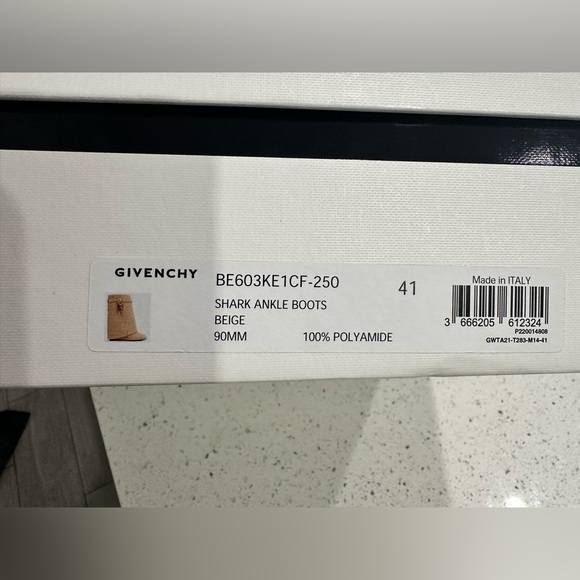 GIVENCHY
BE603KE1CF-250
41
SHARK ANKLE BOOTS
BEIGE
90MM 100% POLYAMIDE
Made in ITALY
3 666205 612324
P220014808
GWTA21-T283-M14-41